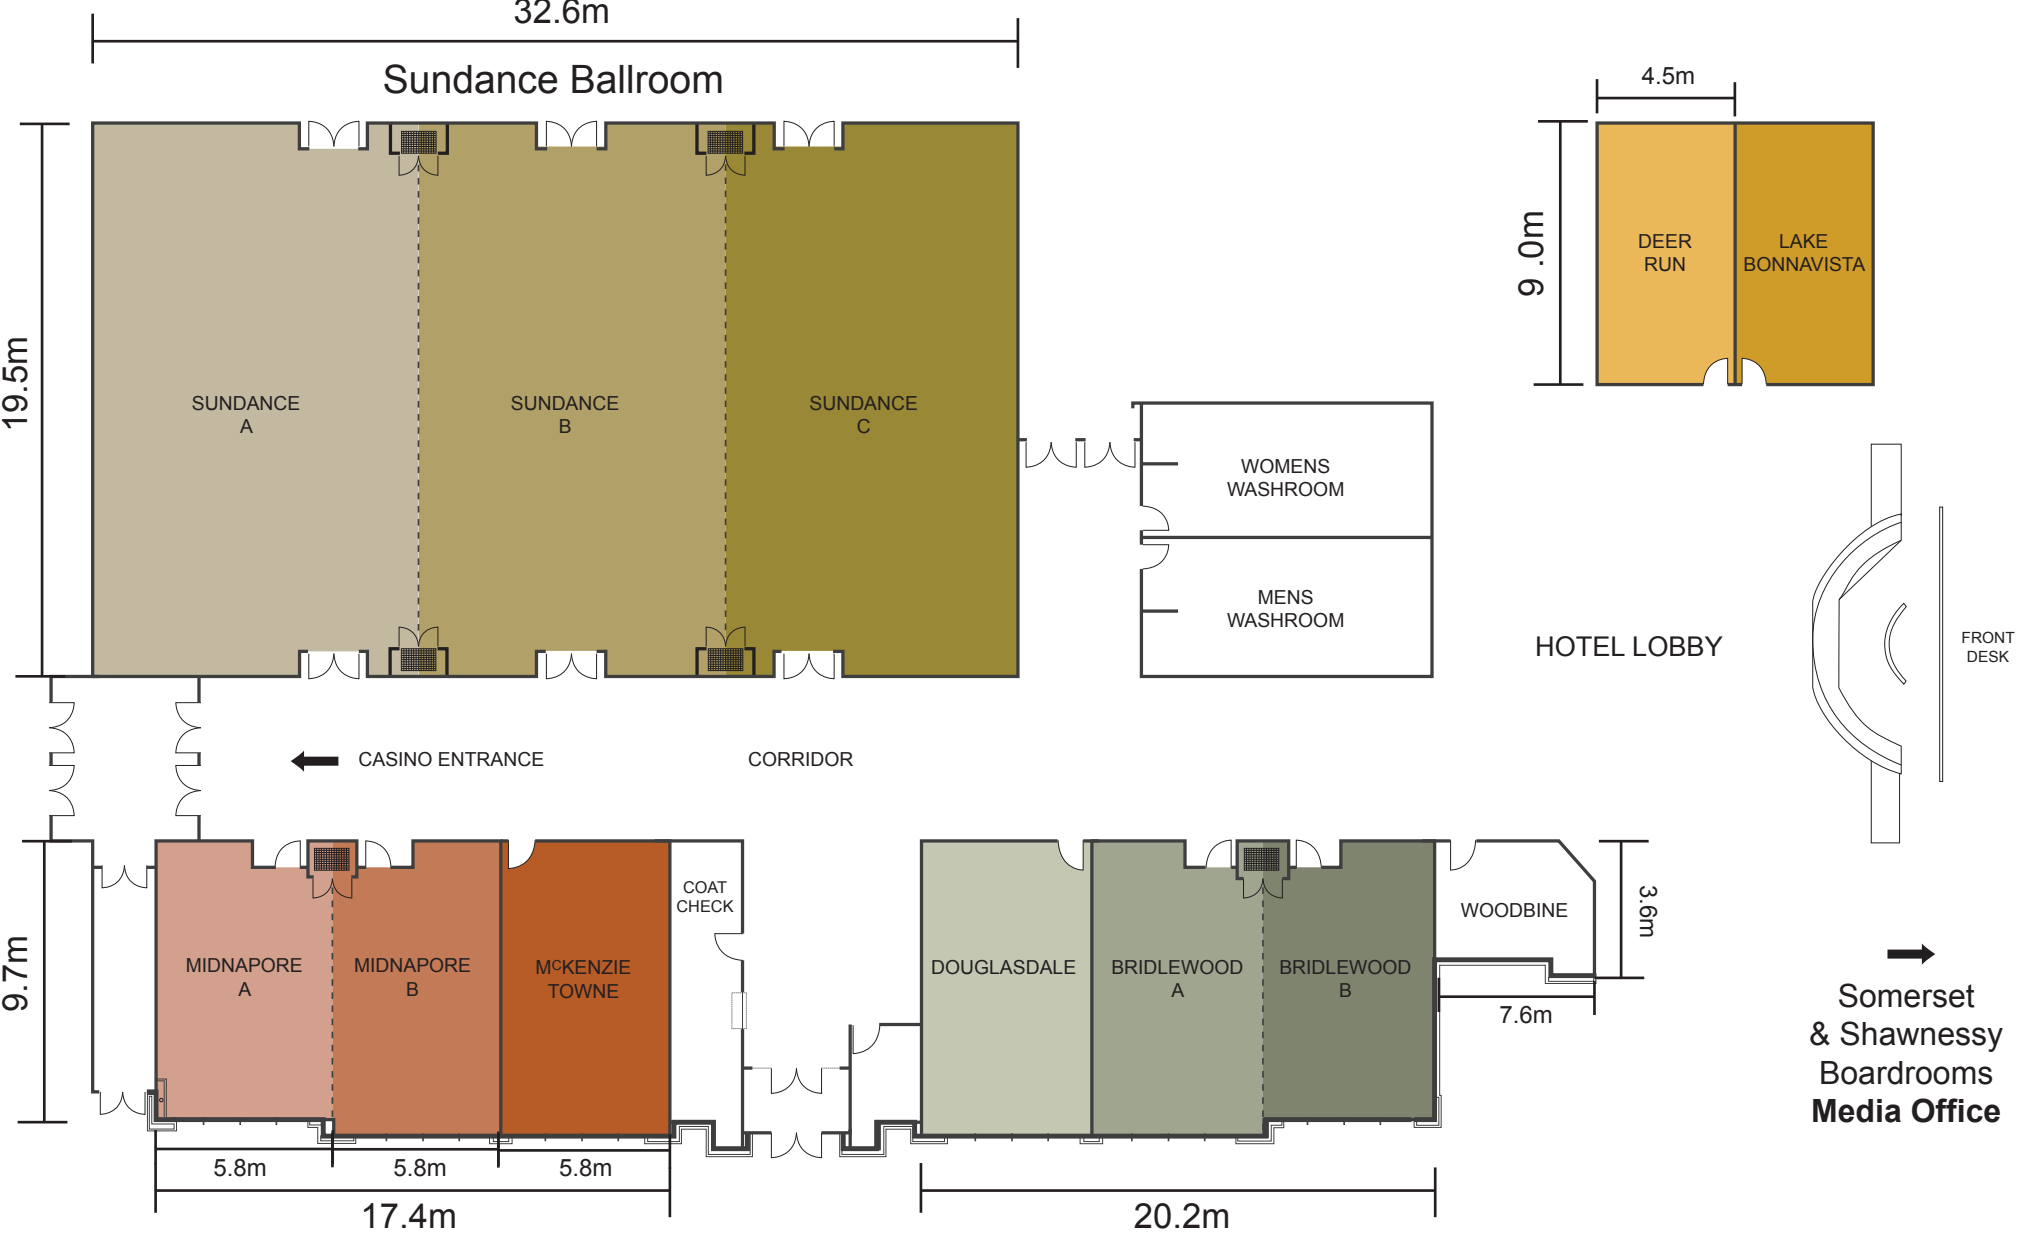 32.6m
Sundance Ballroom
4.5m
19.5m
9 .0m
DEER
RUN
LAKE
BONNAVISTA
SUNDANCE
A
SUNDANCE
B
SUNDANCE
C
WOMENS
WASHROOM
MENS
WASHROOM
HOTEL LOBBY
FRONT
DESK
CASINO ENTRANCE
CORRIDOR
9.7m
MIDNAPORE
A
MIDNAPORE
B
MCKENZIE
TOWNE
COAT
CHECK
DOUGLASDALE
BRIDLEWOOD
A
BRIDLEWOOD
B
WOODBINE
3.6m
7.6m
Somerset
& Shawnessy
Boardrooms
Media Office
5.8m
5.8m
5.8m
17.4m
20.2m